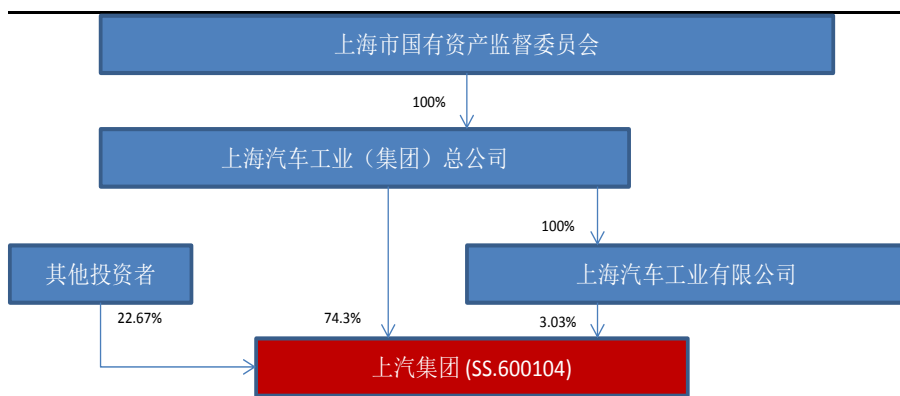 上海市国有资产监督委员会
100%
上海汽车工业（集团）总公司
100%
其他投资者
上海汽车工业有限公司
22.67%
74.3%
3.03%
上汽集团 (SS.600104)